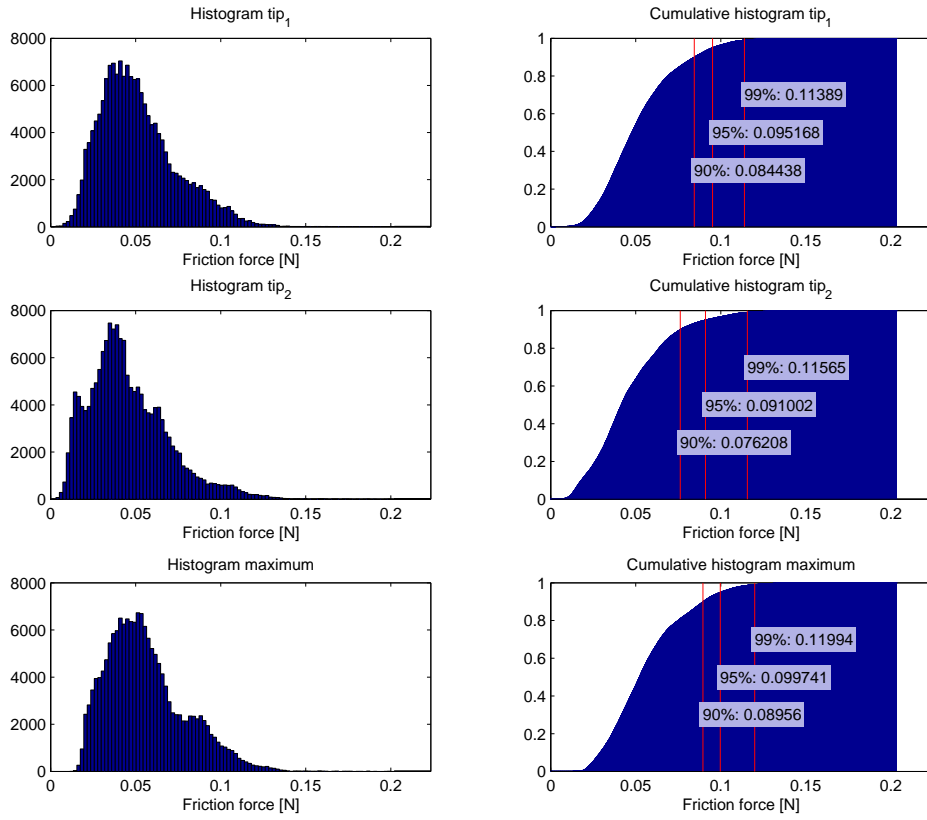 Histogram tip1
8000
6000
4000
2000
0
0 0.05 0.1 0.15 0.2
Friction force [N]
Cumulative histogram tip1
1
0.8
0.6
0.4
0.2
0
99%: 0.11389
95%: 0.095168
90%: 0.084438
0 0.05 0.1 0.15 0.2
Friction force [N]
Histogram tip2
8000
6000
4000
2000
0
0 0.05 0.1 0.15 0.2
Friction force [N]
Cumulative histogram tip2
1
0.8
0.6
0.4
0.2
0
99%: 0.11565
95%: 0.091002
90%: 0.076208
0 0.05 0.1 0.15 0.2
Friction force [N]
Histogram maximum
8000
6000
4000
2000
0
0 0.05 0.1 0.15 0.2
Friction force [N]
Cumulative histogram maximum
1
0.8
0.6
0.4
0.2
0
99%: 0.11994
95%: 0.099741
90%: 0.08956
0 0.05 0.1 0.15 0.2
Friction force [N]